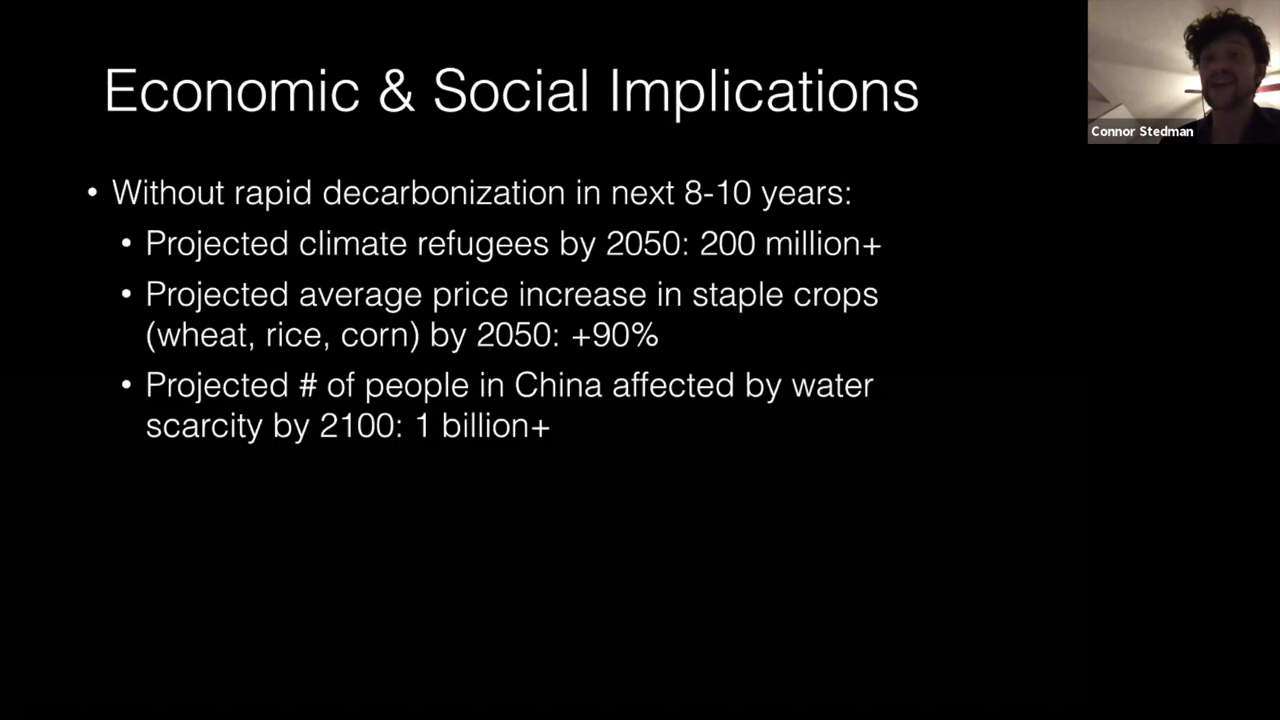 Economic & Social Implications
Connor Stedman
• Without rapid decarbonization in next 8-10 years:
• Projected climate refugees by 2050: 200 million+
• Projected average price increase in staple crops
(wheat, rice, corn) by 2050: +90%
• Projected # of people in China affected by water
scarcity by 2100: 1 billion+